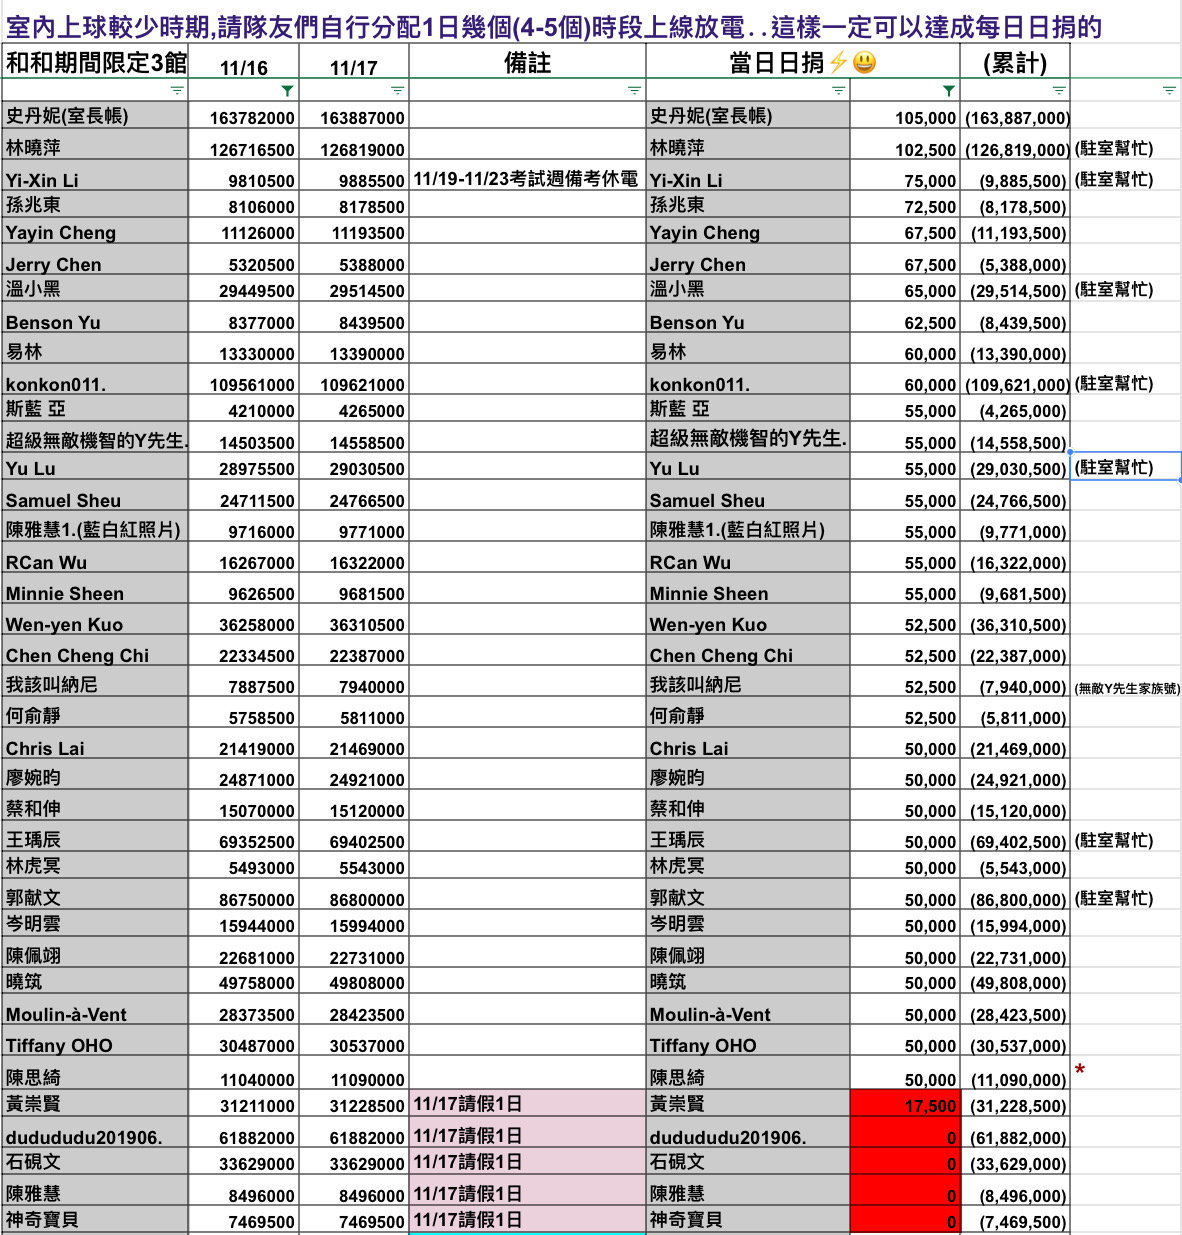 室內上球較少時期,請隊友們自行分配1日幾個(4-5個)時段上線放電..這樣一定可以達成每日日捐的
和和期間限定3館 11/16 11/17 備註 當日日捐⚡😃 (累計)
史丹妮(室長帳) 163782000 163887000 史丹妮(室長帳) 105,000 (163,887,000)
林曉萍 126716500 126819000 林曉萍 102,500 (126,819,000) (駐室幫忙)
Yi-Xin Li 9810500 9885500 11/19-11/23考試週備考休電 Yi-Xin Li 75,000 (9,885,500) (駐室幫忙)
孫兆東 8106000 8178500 孫兆東 72,500 (8,178,500)
Yayin Cheng 11126000 11193500 Yayin Cheng 67,500 (11,193,500)
Jerry Chen 5320500 5388000 Jerry Chen 67,500 (5,388,000)
溫小黑 29449500 29514500 溫小黑 65,000 (29,514,500) (駐室幫忙)
Benson Yu 8377000 8439500 Benson Yu 62,500 (8,439,500)
易林 13330000 13390000 易林 60,000 (13,390,000)
konkon011. 109561000 109621000 konkon011. 60,000 (109,621,000) (駐室幫忙)
斯藍 亞 4210000 4265000 斯藍 亞 55,000 (4,265,000)
超級無敵機智的Y先生. 14503500 14558500 超級無敵機智的Y先生. 55,000 (14,558,500)
Yu Lu 28975500 29030500 Yu Lu 55,000 (29,030,500) (駐室幫忙)
Samuel Sheu 24711500 24766500 Samuel Sheu 55,000 (24,766,500)
陳雅慧1.(藍白紅照片) 9716000 9771000 陳雅慧1.(藍白紅照片) 55,000 (9,771,000)
RCan Wu 16267000 16322000 RCan Wu 55,000 (16,322,000)
Minnie Sheen 9626500 9681500 Minnie Sheen 55,000 (9,681,500)
Wen-yen Kuo 36258000 36310500 Wen-yen Kuo 52,500 (36,310,500)
Chen Cheng Chi 22334500 22387000 Chen Cheng Chi 52,500 (22,387,000)
我該叫納尼 7887500 7940000 我該叫納尼 52,500 (7,940,000) (無敵Y先生家族號)
何俞靜 5758500 5811000 何俞靜 52,500 (5,811,000)
Chris Lai 21419000 21469000 Chris Lai 50,000 (21,469,000)
廖婉昀 24871000 24921000 廖婉昀 50,000 (24,921,000)
蔡和伸 15070000 15120000 蔡和伸 50,000 (15,120,000)
王瑀辰 69352500 69402500 王瑀辰 50,000 (69,402,500) (駐室幫忙)
林虎冥 5493000 5543000 林虎冥 50,000 (5,543,000)
郭献文 86750000 86800000 郭献文 50,000 (86,800,000) (駐室幫忙)
岑明雲 15944000 15994000 岑明雲 50,000 (15,994,000)
陳佩翊 22681000 22731000 陳佩翊 50,000 (22,731,000)
曉筑 49758000 49808000 曉筑 50,000 (49,808,000)
Moulin-à-Vent 28373500 28423500 Moulin-à-Vent 50,000 (28,423,500)
Tiffany OHO 30487000 30537000 Tiffany OHO 50,000 (30,537,000)
陳思綺 11040000 11090000 陳思綺 50,000 (11,090,000) *
黃崇賢 31211000 31228500 11/17請假1日 黃崇賢 17,500 (31,228,500)
dudududu201906. 61882000 61882000 11/17請假1日 dudududu201906. 0 (61,882,000)
石硯文 33629000 33629000 11/17請假1日 石硯文 0 (33,629,000)
陳雅慧 8496000 8496000 11/17請假1日 陳雅慧 0 (8,496,000)
神奇寶貝 7469500 7469500 11/17請假1日 神奇寶貝 0 (7,469,500)